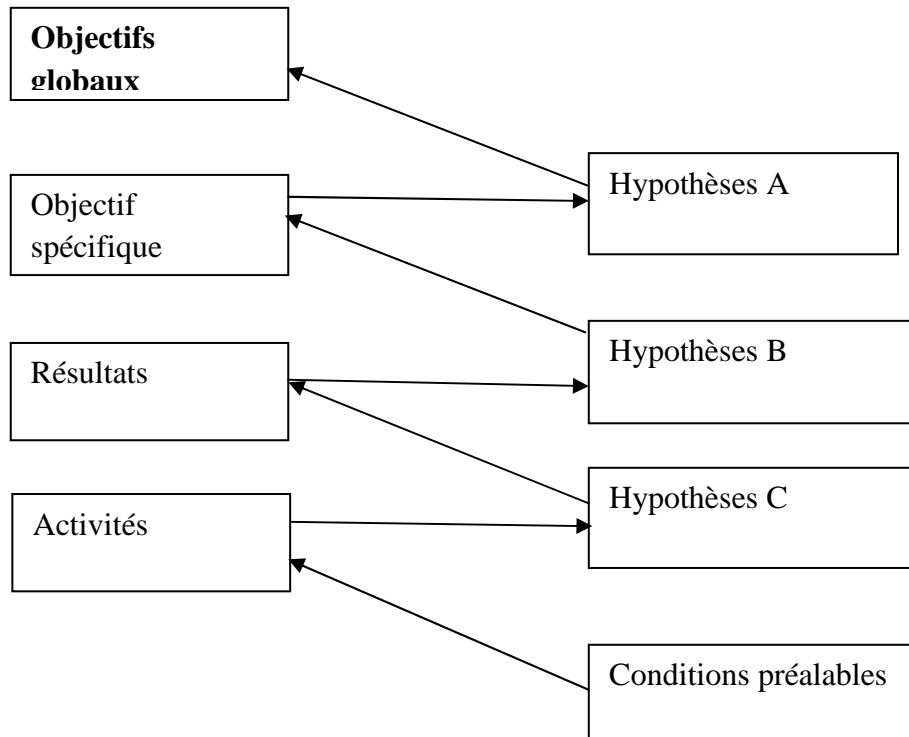 Objectifs
globaux
Hypothèses A
Objectif
spécifique
Hypothèses B
Résultats
Hypothèses C
Activités
Conditions préalables